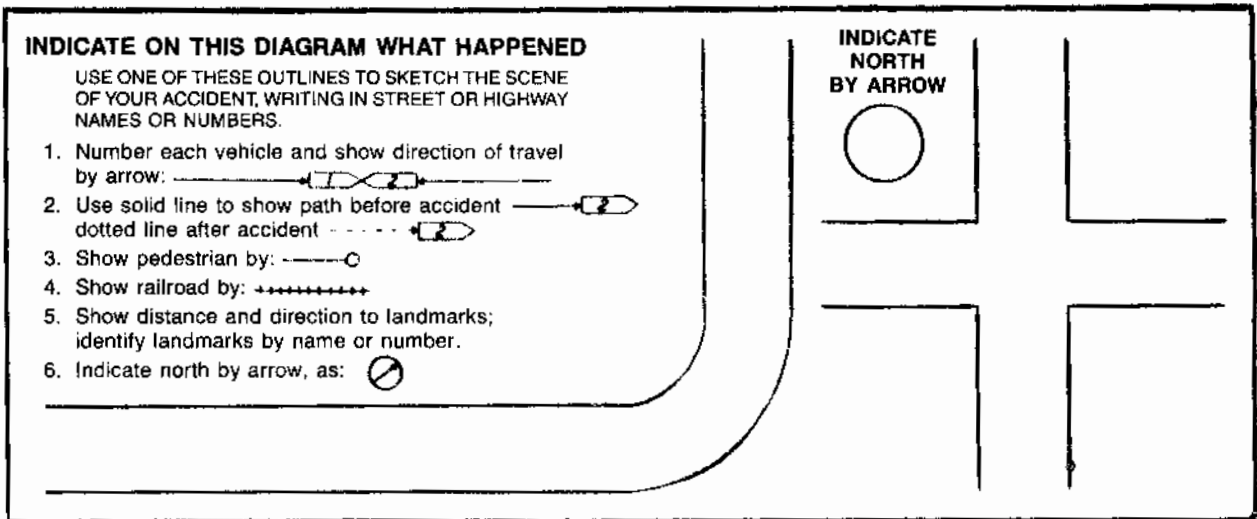 INDICATE ON THIS DIAGRAM WHAT HAPPENED
USE ONE OF THESE OUTLINES TO SKETCH THE SCENE
OF YOUR ACCIDENT, WRITING IN STREET OR HIGHWAY
NAMES OR NUMBERS.
1. Number each vehicle and show direction of travel
by arrow: 1 2
2. Use solid line to show path before accident 2
dotted line after accident 2
3. Show pedestrian by:
4. Show railroad by:
5. Show distance and direction to landmarks;
identify landmarks by name or number.
6. Indicate north by arrow, as:
INDICATE
NORTH
BY ARROW